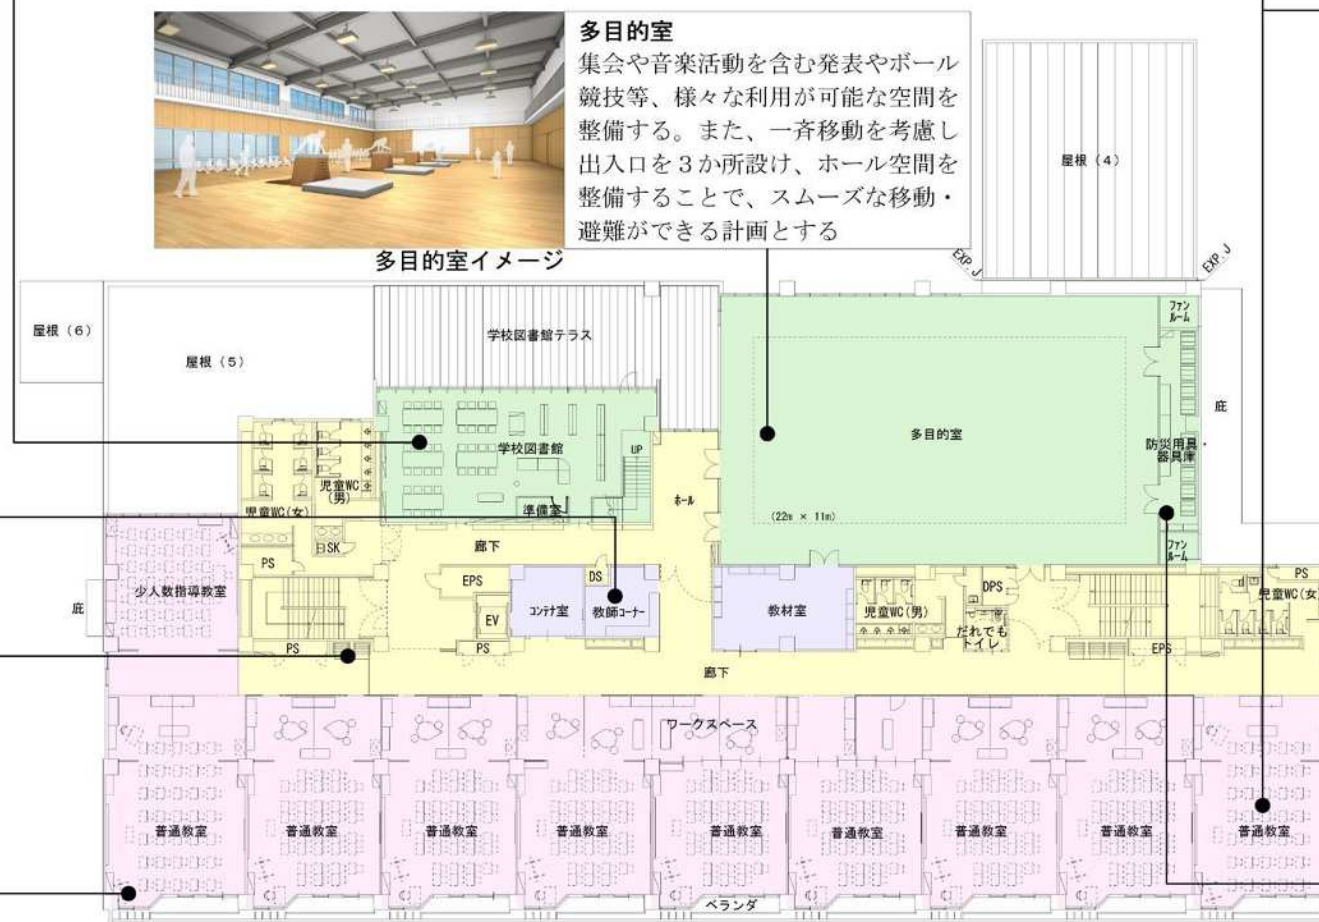 多目的室
集会や音楽活動を含む発表やボール
競技等、様々な利用が可能な空間を
整備する。また、一斉移動を考慮し
出入口を３か所設け、ホール空間を
整備することで、スムーズな移動・
避難ができる計画とする
多目的室イメージ
屋根（4）
EXP.J
EXP.J
屋根（6）
屋根（5）
学校図書館テラス
ファン
ルーム
庇
多目的室
防災用具・
器具庫
学校図書館
UP
児童WC
(男)
ホール
児童WC(女)
準備室
(22m × 11m)
SK
廊下
ファン
ルーム
PS
少人数指導教室
EPS
DS
DPS
PS
庇
コンテナ室
教師コーナー
教材室
児童WC(男)
児童WC(女)
EV
だれでも
トイレ
PS
PS
EPS
廊下
ワークスペース
普通教室
普通教室
普通教室
普通教室
普通教室
普通教室
普通教室
普通教室
普通教室
ベランダ